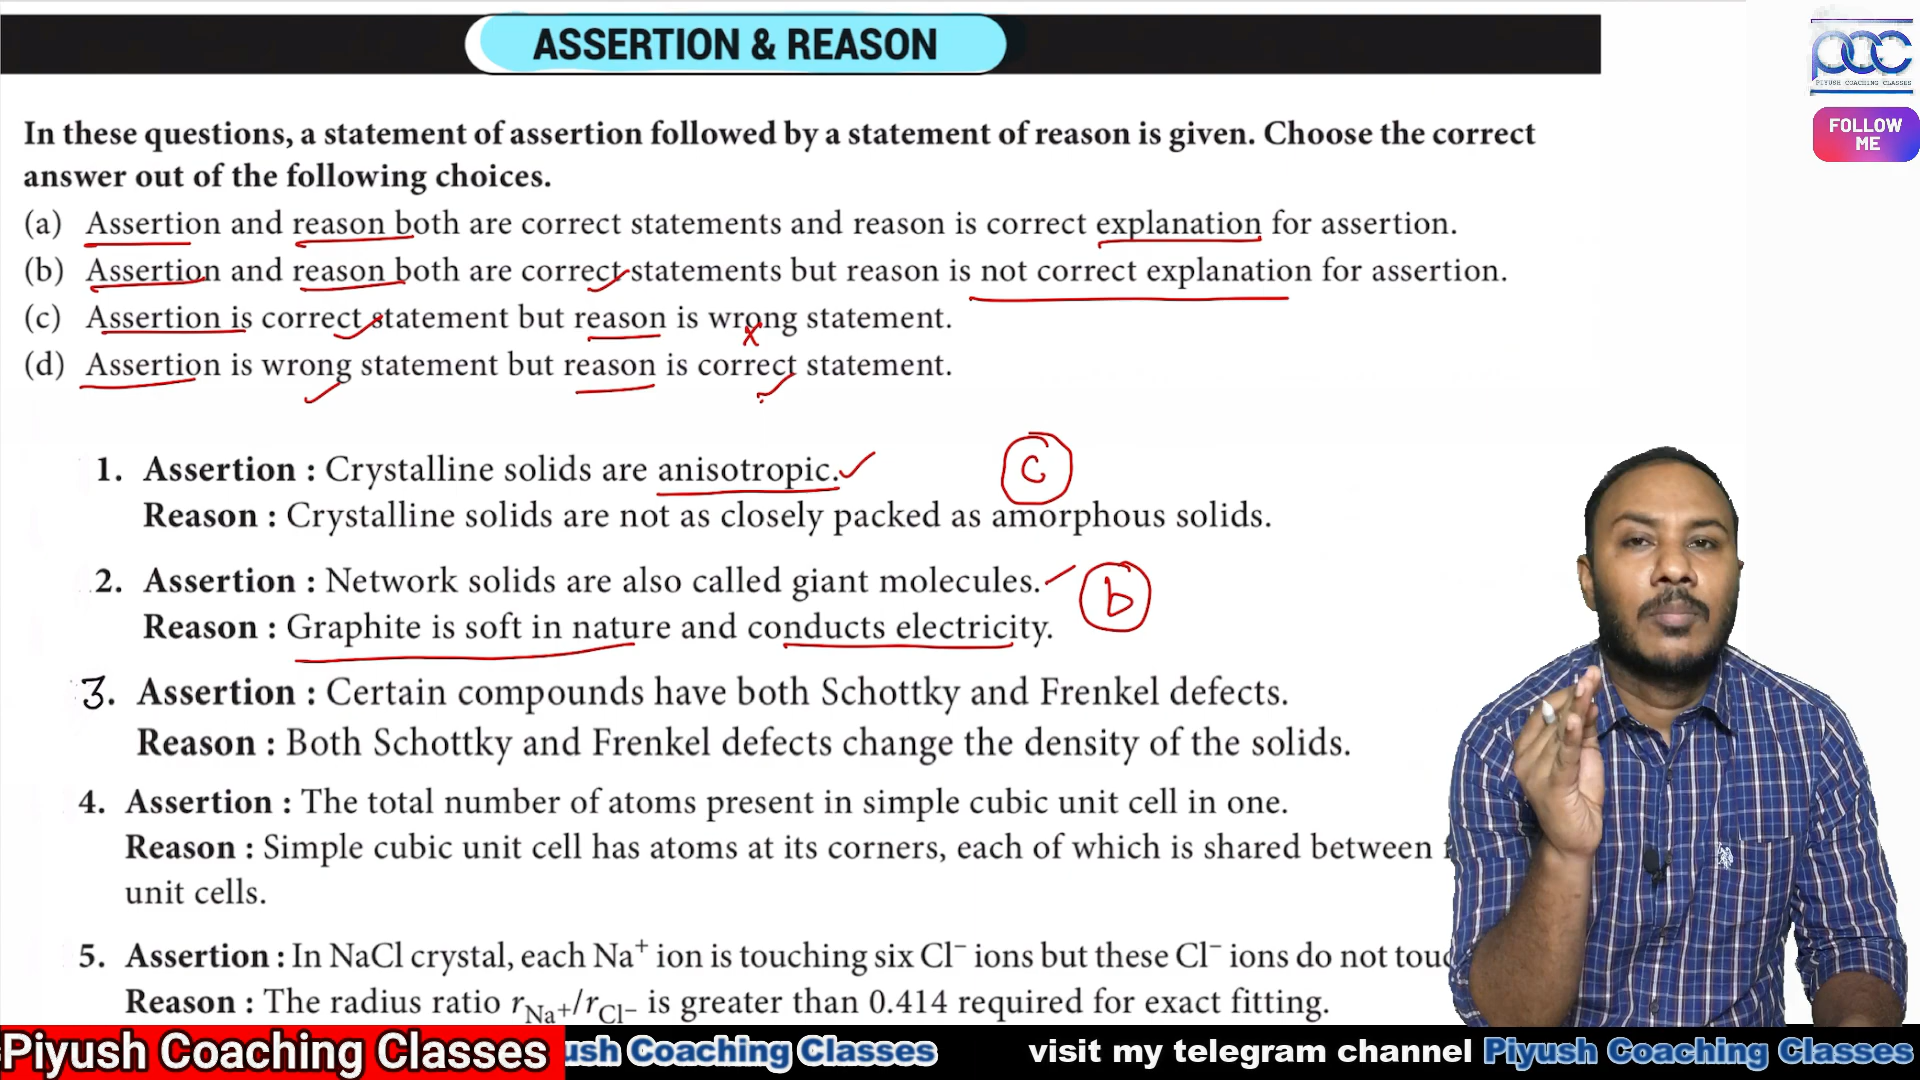 ASSERTION & REASON
pcc
PIYUSH COACHING CLASSES
FOLLOW
ME
In these questions, a statement of assertion followed by a statement of reason is given. Choose the correct
answer out of the following choices.
(a) Assertion and reason both are correct statements and reason is correct explanation for assertion.
(b) Assertion and reason both are correct statements but reason is not correct explanation for assertion.
(c) Assertion is correct statement but reason is wrong statement.
(d) Assertion is wrong statement but reason is correct statement.
1. Assertion : Crystalline solids are anisotropic. C
Reason : Crystalline solids are not as closely packed as amorphous solids.
2. Assertion : Network solids are also called giant molecules. b
Reason : Graphite is soft in nature and conducts electricity.
3. Assertion : Certain compounds have both Schottky and Frenkel defects.
Reason : Both Schottky and Frenkel defects change the density of the solids.
4. Assertion : The total number of atoms present in simple cubic unit cell in one.
Reason : Simple cubic unit cell has atoms at its corners, each of which is shared between
unit cells.
5. Assertion : In NaCl crystal, each Na⁺ ion is touching six Cl⁻ ions but these Cl⁻ ions do not
Reason : The radius ratio r_Na⁺/r_Cl⁻ is greater than 0.414 required for exact fitting.
Piyush Coaching Classes ush Coaching Classes visit my telegram channel Piyush Coaching Classes